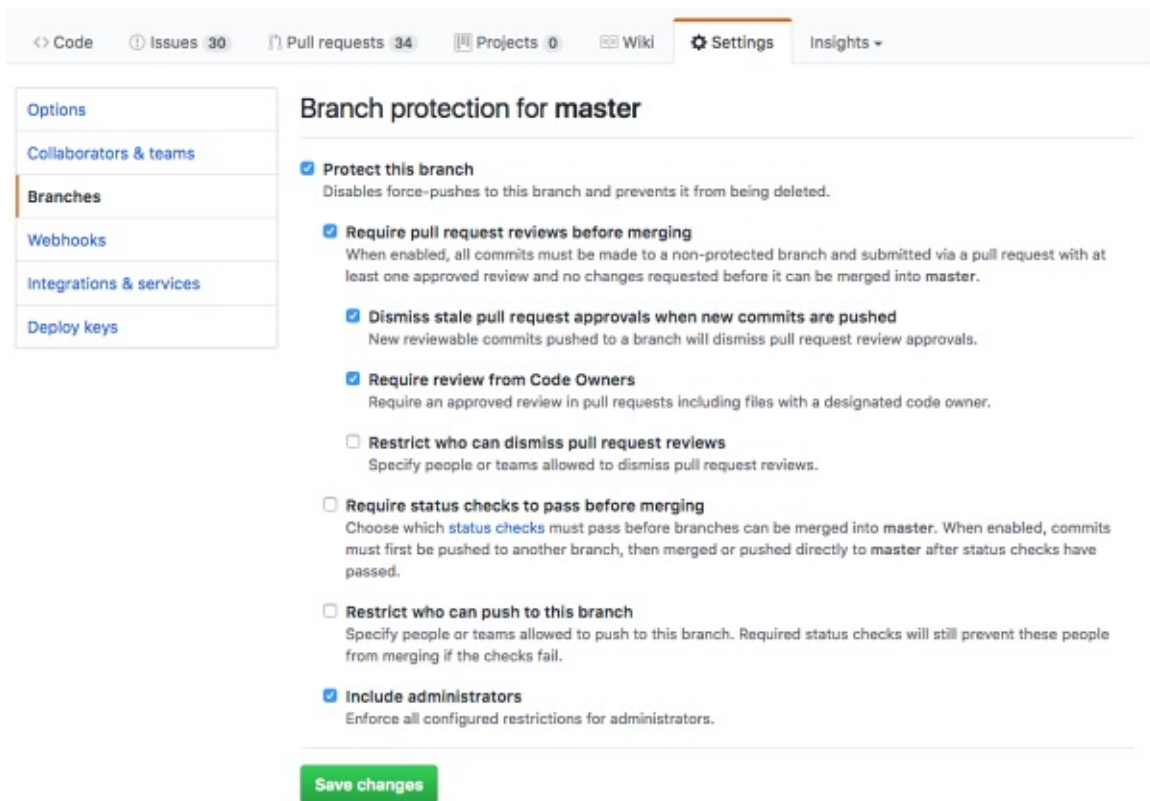 <> Code Issues 30 Pull requests 34 Projects 0 Wiki Settings Insights
Options
Collaborators & teams
Branches
Webhooks
Integrations & services
Deploy keys
Branch protection for master
Protect this branch
Disables force-pushes to this branch and prevents it from being deleted.
Require pull request reviews before merging
When enabled, all commits must be made to a non-protected branch and submitted via a pull request with at
least one approved review and no changes requested before it can be merged into master.
Dismiss stale pull request approvals when new commits are pushed
New reviewable commits pushed to a branch will dismiss pull request review approvals.
Require review from Code Owners
Require an approved review in pull requests including files with a designated code owner.
Restrict who can dismiss pull request reviews
Specify people or teams allowed to dismiss pull request reviews.
Require status checks to pass before merging
Choose which status checks must pass before branches can be merged into master. When enabled, commits
must first be pushed to another branch, then merged or pushed directly to master after status checks have
passed.
Restrict who can push to this branch
Specify people or teams allowed to push to this branch. Required status checks will still prevent these people
from merging if the checks fail.
Include administrators
Enforce all configured restrictions for administrators.
Save changes